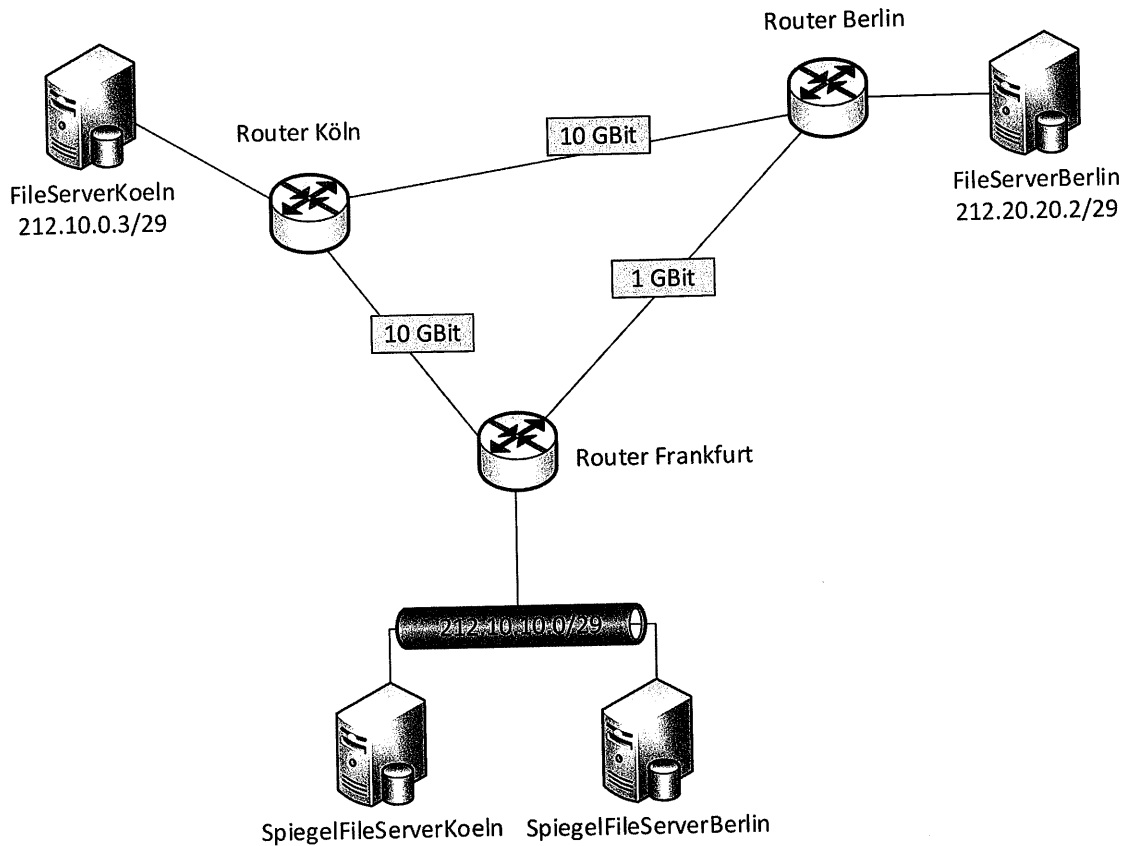 Router Berlin
Router Köln
10 GBit
FileServerKoeln
212.10.0.3/29
FileServerBerlin
212.20.20.2/29
1 GBit
10 GBit
Router Frankfurt
212.10.10.0/29
SpiegelFileServerKoeln
SpiegelFileServerBerlin